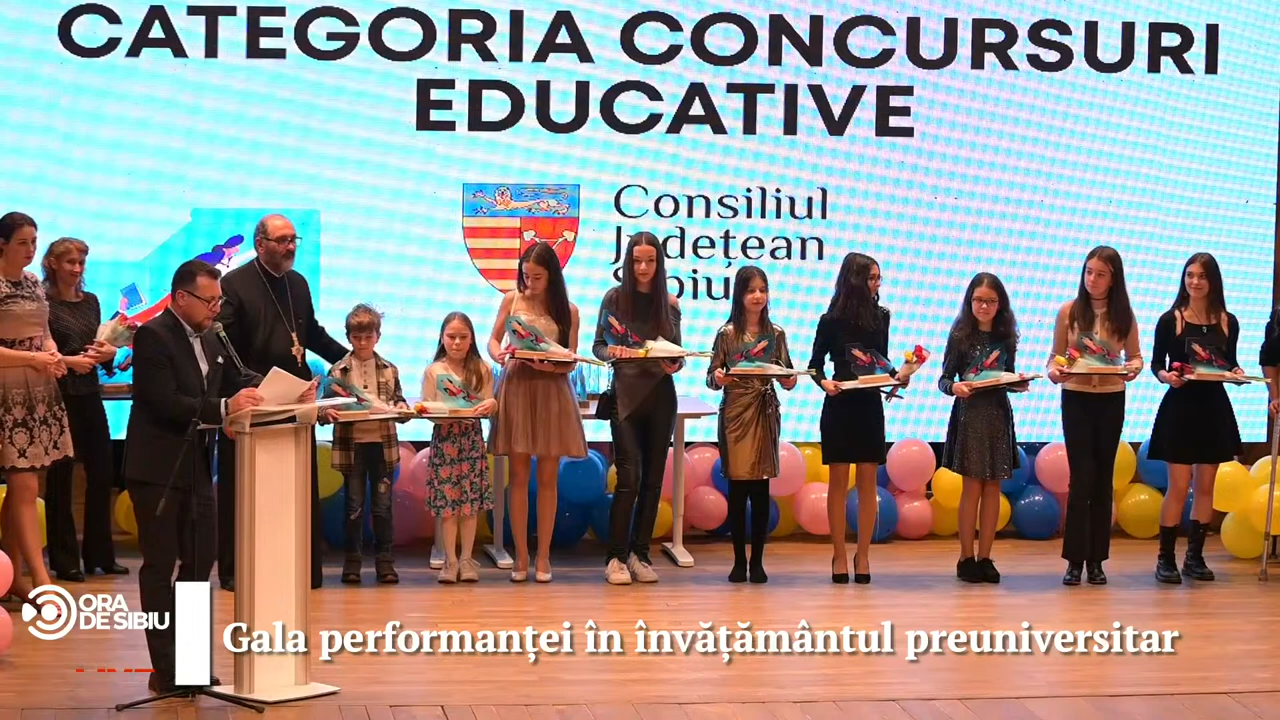 CATEGORIA CONCURSURI
EDUCATIVE
Consiliul
Județean
ORA
DE SIBIU
Gala performanței în învățământul preuniversitar